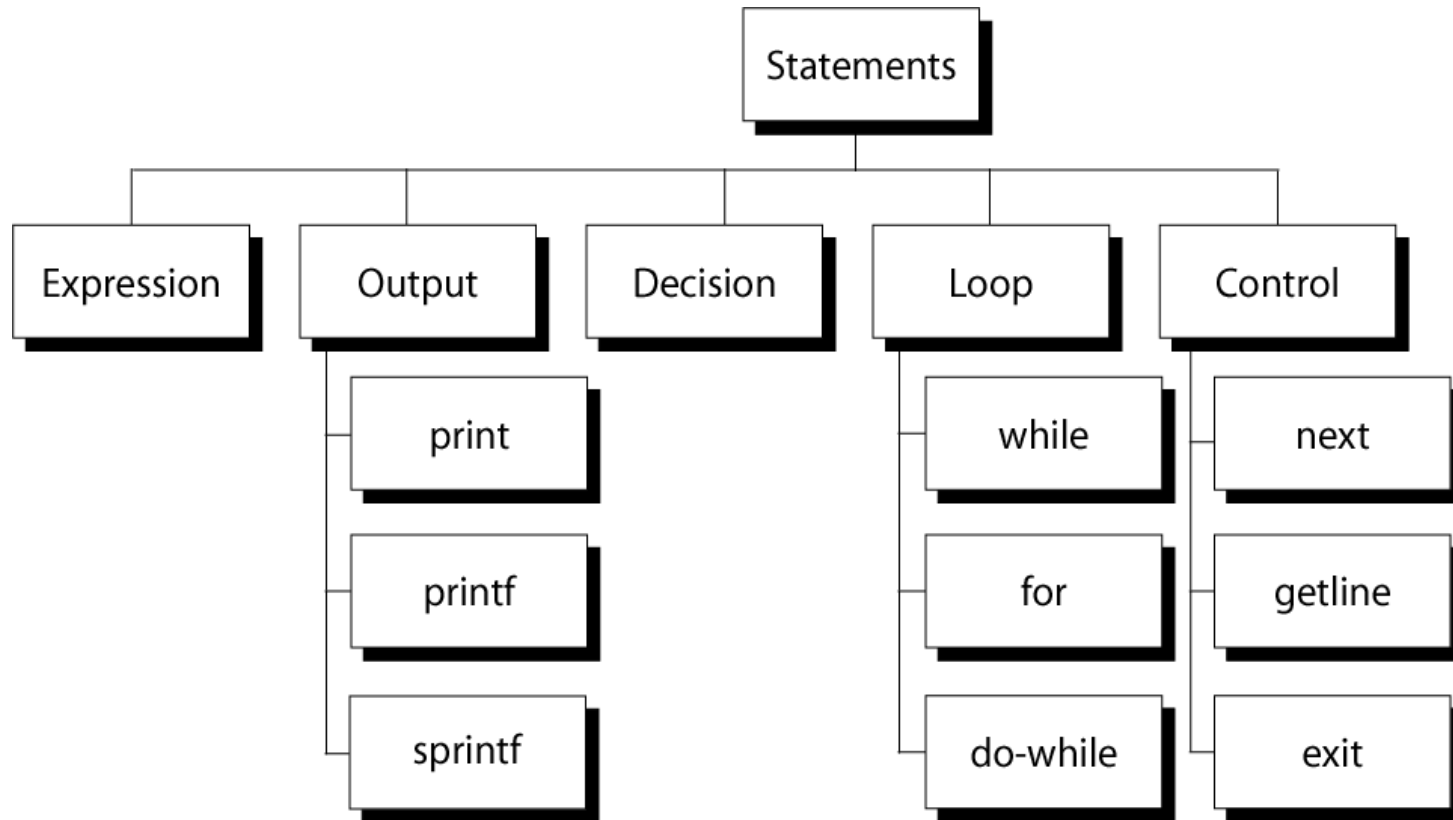 Statements
Expression
Output
Decision
Loop
Control
print
while
next
printf
for
getline
sprintf
do-while
exit